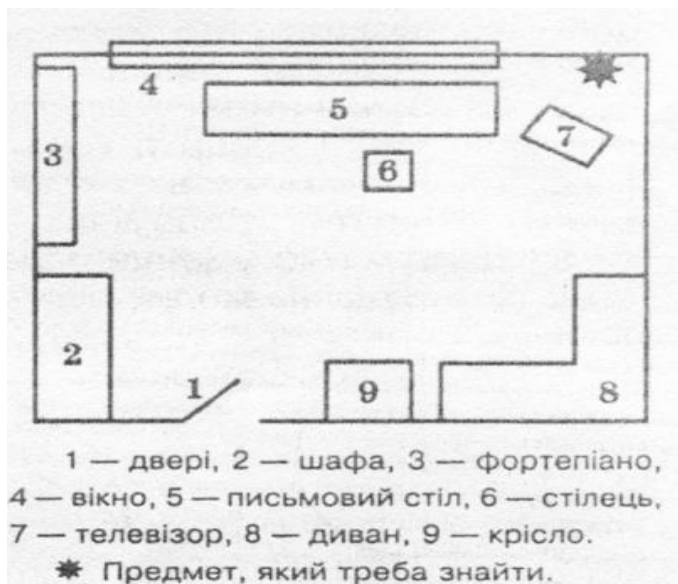 4
5
7
3
6
2
1
9
8
1 — двері, 2 — шафа, 3 — фортепіано,
4 — вікно, 5 — письмовий стіл, 6 — стілець,
7 — телевізор, 8 — диван, 9 — крісло.
✷ Предмет, який треба знайти.